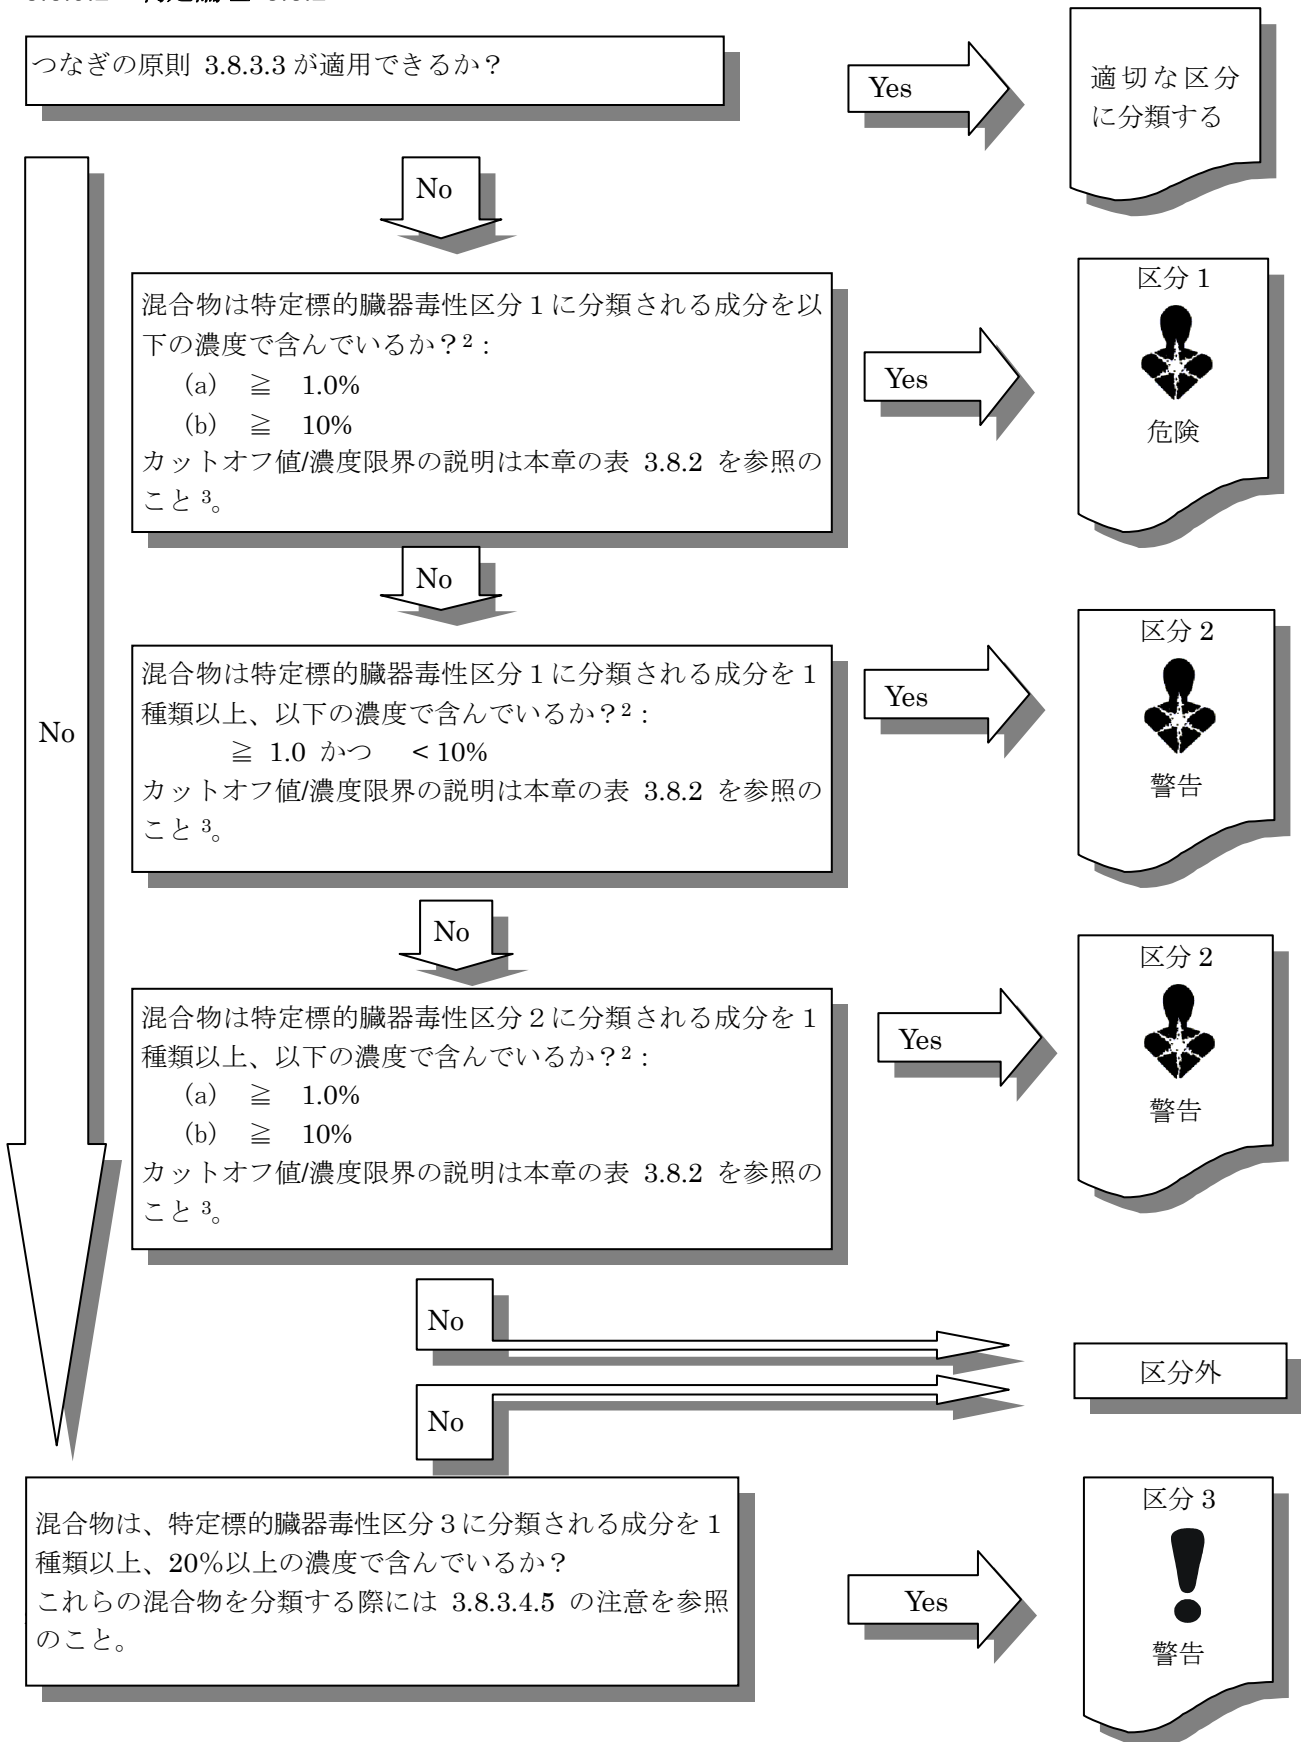 つなぎの原則 3.8.3.3 が適用できるか？
Yes
適切な区分
に分類する
No
No
混合物は特定標的臓器毒性区分１に分類される成分を以
下の濃度で含んでいるか？2：
(a) ≧ 1.0%
(b) ≧ 10%
カットオフ値/濃度限界の説明は本章の表 3.8.2 を参照の
こと 3。
Yes
区分 1
危険
No
混合物は特定標的臓器毒性区分１に分類される成分を１
種類以上、以下の濃度で含んでいるか？2：
≧ 1.0 かつ ＜10%
カットオフ値/濃度限界の説明は本章の表 3.8.2 を参照の
こと 3。
Yes
区分 2
警告
No
混合物は特定標的臓器毒性区分２に分類される成分を１
種類以上、以下の濃度で含んでいるか？2：
(a) ≧ 1.0%
(b) ≧ 10%
カットオフ値/濃度限界の説明は本章の表 3.8.2 を参照の
こと 3。
Yes
区分 2
警告
No
区分外
No
混合物は、特定標的臓器毒性区分３に分類される成分を１
種類以上、20％以上の濃度で含んでいるか？
これらの混合物を分類する際には 3.8.3.4.5 の注意を参照
のこと。
Yes
区分 3
警告